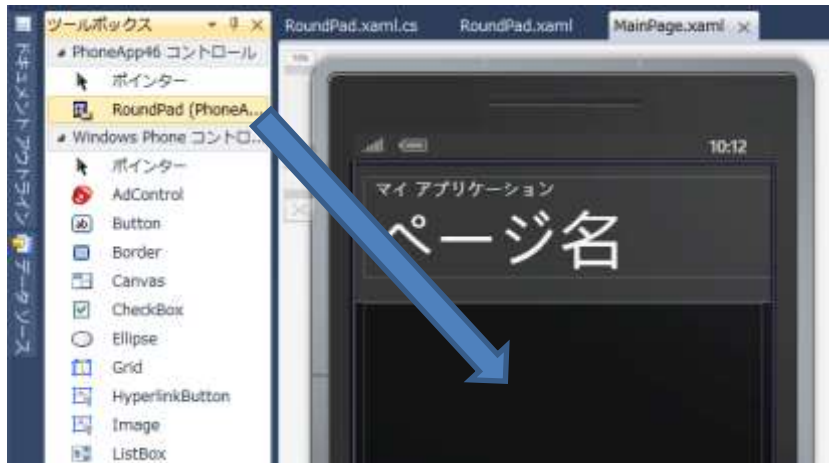 ツールボックス
RoundPad.xaml.cs
RoundPad.xaml
MainPage.xaml
PhoneApp46 コントロール
ポインター
RoundPad (PhoneA...
Windows Phone コントロ...
ポインター
AdControl
Button
Border
Canvas
CheckBox
Ellipse
Grid
HyperlinkButton
Image
ListBox
ドキュメント アウトライン
データ ソース
10:12
マイ アプリケーション
ページ名